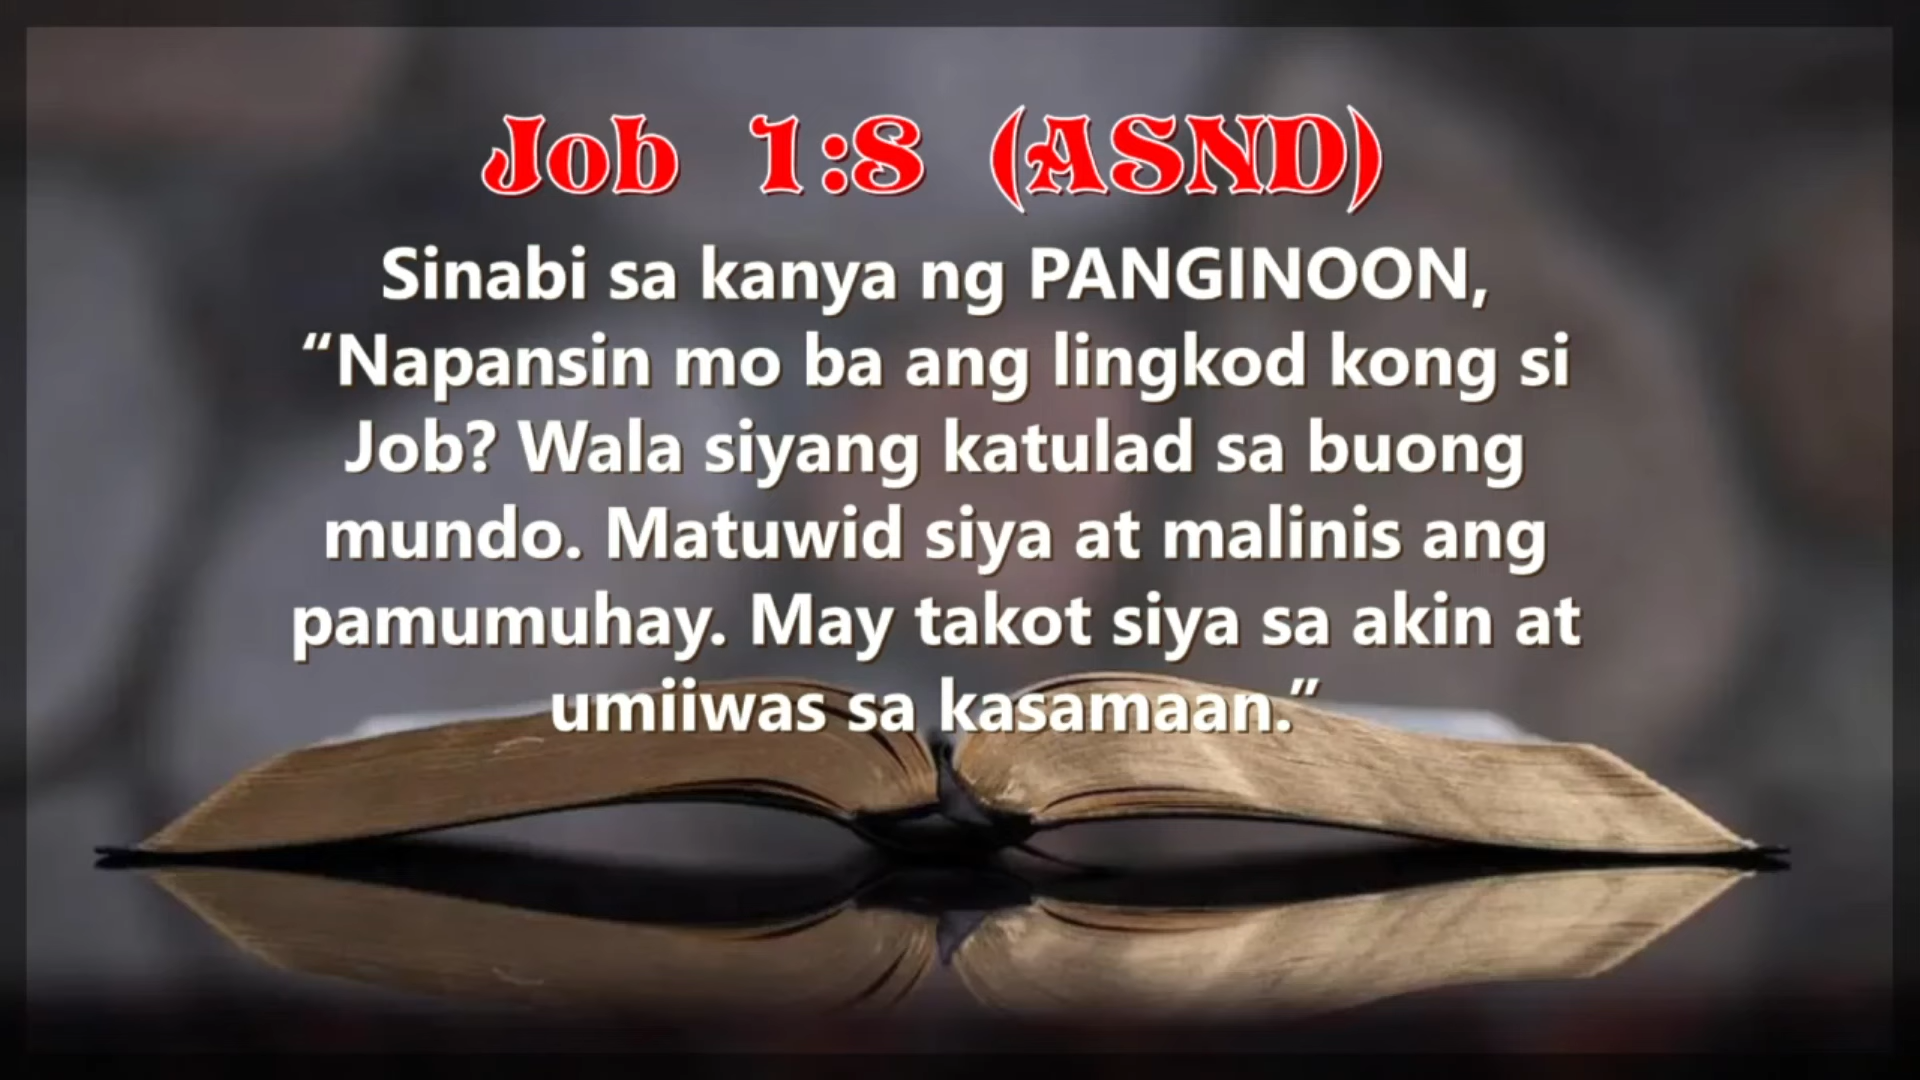 Job 1:8 (ASND)
Sinabi sa kanya ng PANGINOON,
“Napansin mo ba ang lingkod kong si
Job? Wala siyang katulad sa buong
mundo. Matuwid siya at malinis ang
pamumuhay. May takot siya sa akin at
umiiwas sa kasamaan.”